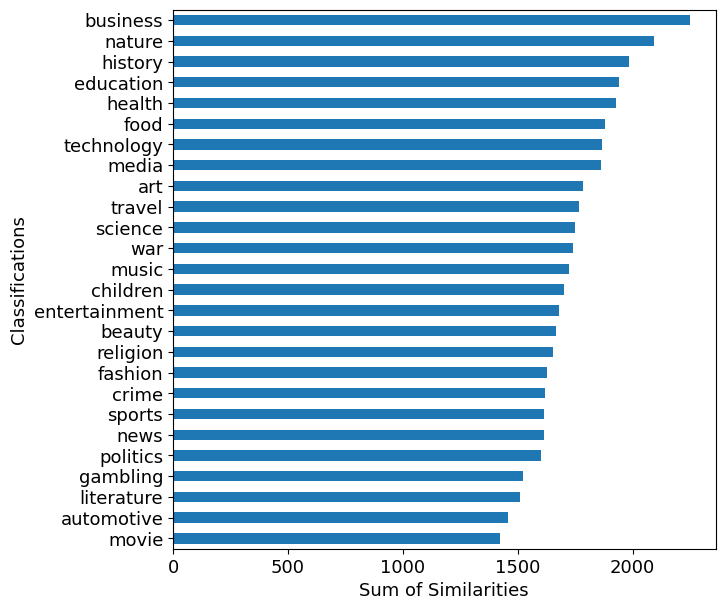 business
nature
history
education
health
food
technology
media
art
travel
science
war
music
children
entertainment
beauty
religion
fashion
crime
sports
news
politics
gambling
literature
automotive
movie
Classifications
0 500 1000 1500 2000
Sum of Similarities